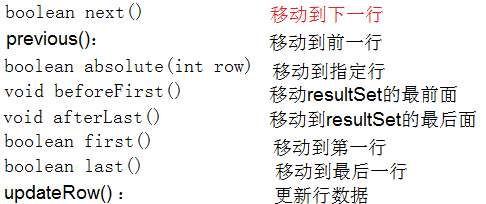 boolean next() 移动到下一行
previous(): 移动到前一行
boolean absolute(int row) 移动到指定行
void beforeFirst() 移动resultSet的最前面
void afterLast() 移动到resultSet的最后面
boolean first() 移动到第一行
boolean last() 移动到最后一行
updateRow() : 更新行数据